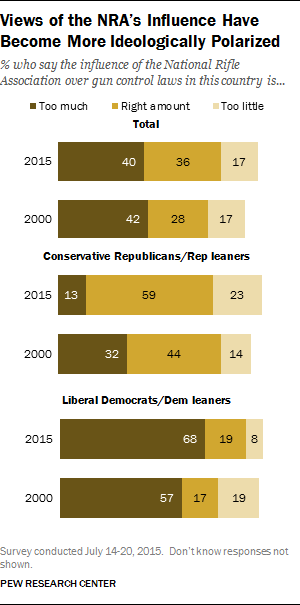 Views of the NRA's Influence Have
Become More Ideologically Polarized
% who say the influence of the National Rifle
Association over gun control laws in this country is...
Too much Right amount Too little
Total
2015 40 36 17
2000 42 28 17
Conservative Republicans/Rep leaners
2015 13 59 23
2000 32 44 14
Liberal Democrats/Dem leaners
2015 68 19 8
2000 57 17 19
Survey conducted July 14-20, 2015. Don't know responses not
shown.
PEW RESEARCH CENTER